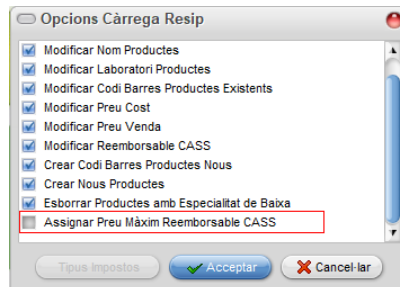 Opcions Càrrega Resip
Modificar Nom Productes
Modificar Laboratori Productes
Modificar Codi Barres Productes Existents
Modificar Preu Cost
Modificar Preu Venda
Modificar Reemborsable CASS
Crear Codi Barres Productes Nous
Crear Nous Productes
Esborrar Productes amb Especialitat de Baixa
Assignar Preu Màxim Reemborsable CASS
Tipus Impostos
Acceptar
Cancel·lar